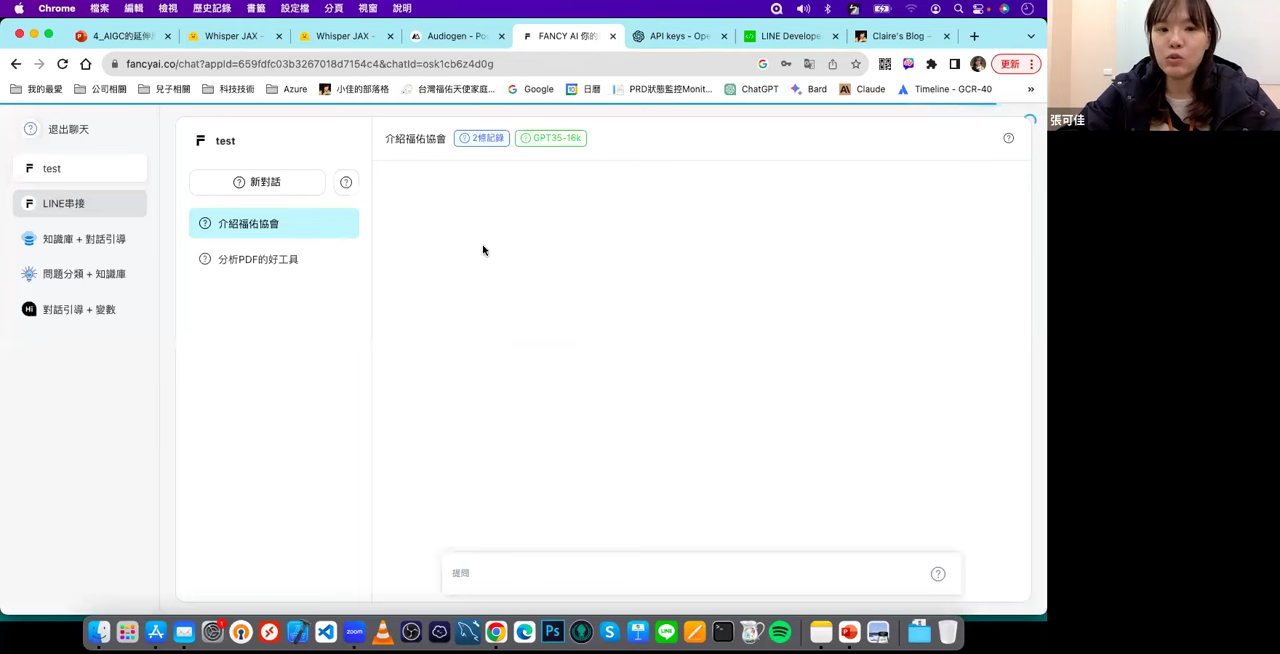 Chrome 檔案 編輯 檢視 歷史記錄 書籤 設定檔 分頁 視窗 說明
4_AIGC的延伸 Whisper JAX - Whisper JAX - Audiogen - Po FANCY AI 你的 API keys - Ope LINE Develope Claire's Blog –
fancyai.co/chat?appId=659fdfc03b3267018d7154c4&chatId=osk1cb6z4d0g 更新
我的最愛 公司相關 兒子相關 科技技術 Azure 小佳的部落格 台灣福佑天使家庭... Google 日曆 PRD狀態監控Monit... ChatGPT Bard Claude Timeline - GCR-40 »
退出聊天
test
LINE串接
知識庫 + 對話引導
問題分類 + 知識庫
對話引導 + 變數
test
新對話
介紹福佑協會
分析PDF的好工具
介紹福佑協會 2條記錄 GPT35-16k
提問
張可佳